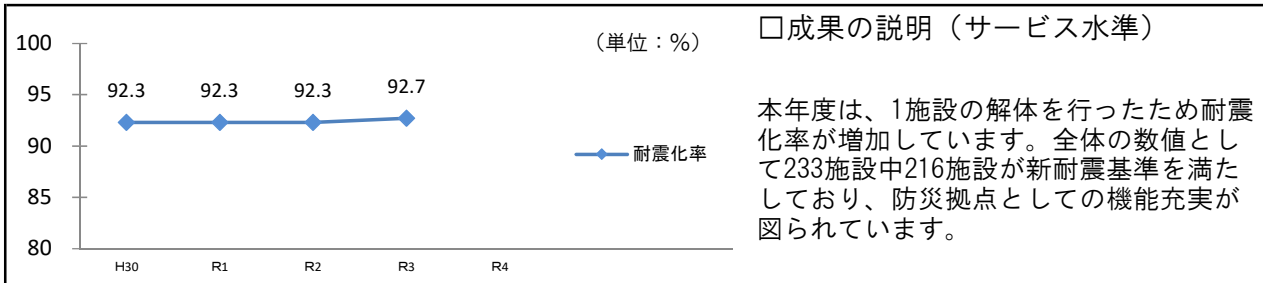 100
95
90
85
80
（単位：%）
92.3
92.3
92.3
92.7
耐震化率
H30
R1
R2
R3
R4
□成果の説明（サービス水準）
本年度は、1施設の解体を行ったため耐震
化率が増加しています。全体の数値とし
て233施設中216施設が新耐震基準を満た
しており、防災拠点としての機能充実が
図られています。